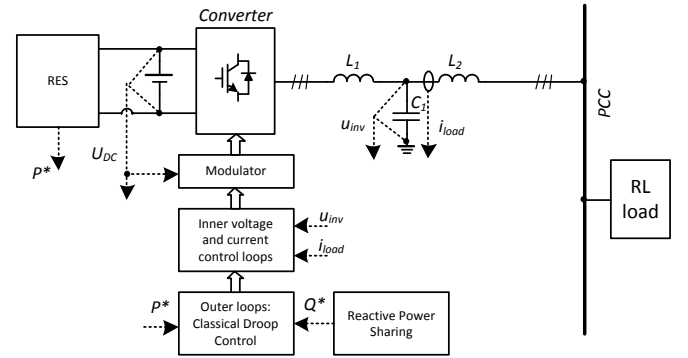 Converter
RES
L1
L2
C1
uinv
iload
PCC
P*
UDC
Modulator
RL
load
Inner voltage
and current
control loops
uinv
iload
P*
Outer loops:
Classical Droop
Control
Q*
Reactive Power
Sharing